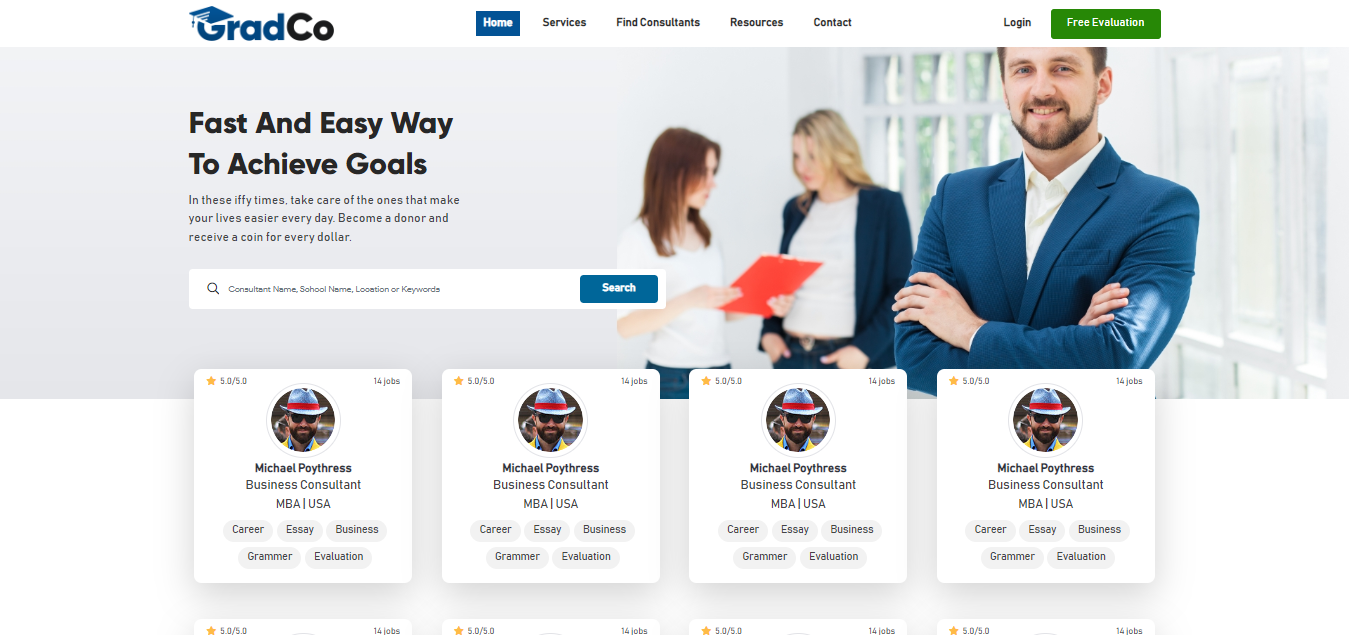 GradCo
Home Services Find Consultants Resources Contact Login Free Evaluation
Fast And Easy Way
To Achieve Goals
In these iffy times, take care of the ones that make
your lives easier every day. Become a donor and
receive a coin for every dollar.
Consultant Name, School Name, Location or Keywords Search
5.0/5.0 14 jobs 5.0/5.0 14 jobs 5.0/5.0 14 jobs 5.0/5.0 14 jobs
Michael Poythress Michael Poythress Michael Poythress Michael Poythress
Business Consultant Business Consultant Business Consultant Business Consultant
MBA | USA MBA | USA MBA | USA MBA | USA
Career Essay Business Career Essay Business Career Essay Business Career Essay Business
Grammer Evaluation Grammer Evaluation Grammer Evaluation Grammer Evaluation
5.0/5.0 14 jobs 5.0/5.0 14 jobs 5.0/5.0 14 jobs 5.0/5.0 14 jobs